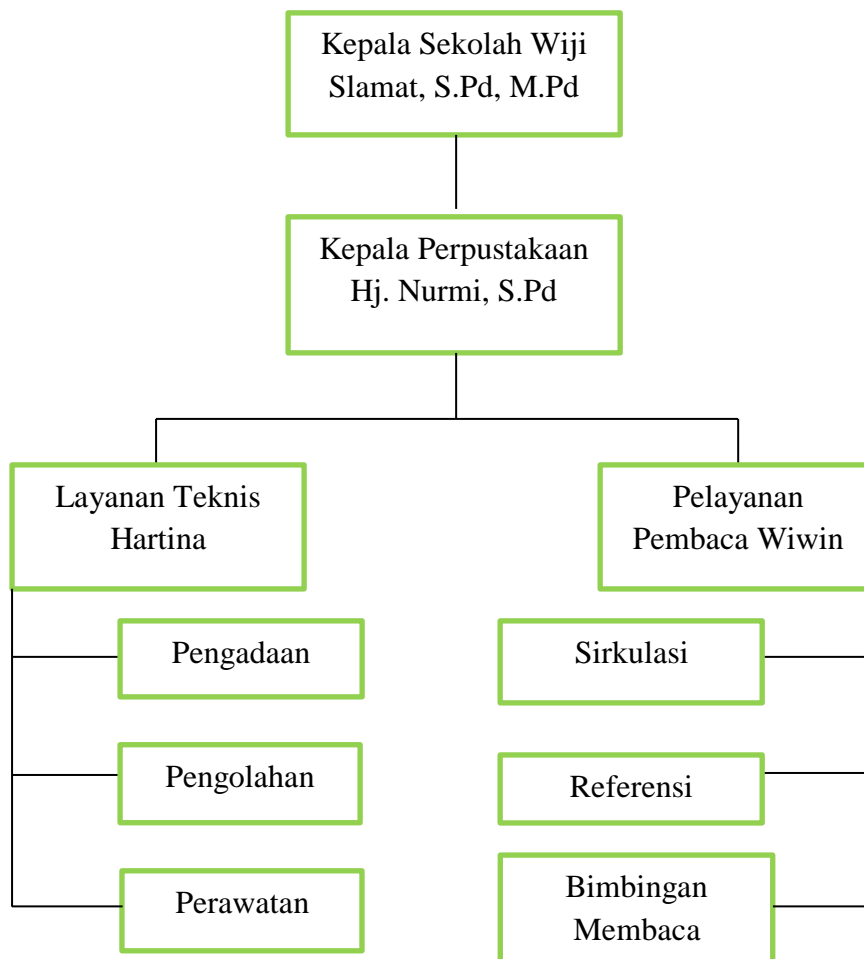 Kepala Sekolah Wiji
Slamat, S.Pd, M.Pd
Kepala Perpustakaan
Hj. Nurmi, S.Pd
Layanan Teknis
Hartina
Pelayanan
Pembaca Wiwin
Pengadaan
Sirkulasi
Pengolahan
Referensi
Perawatan
Bimbingan
Membaca